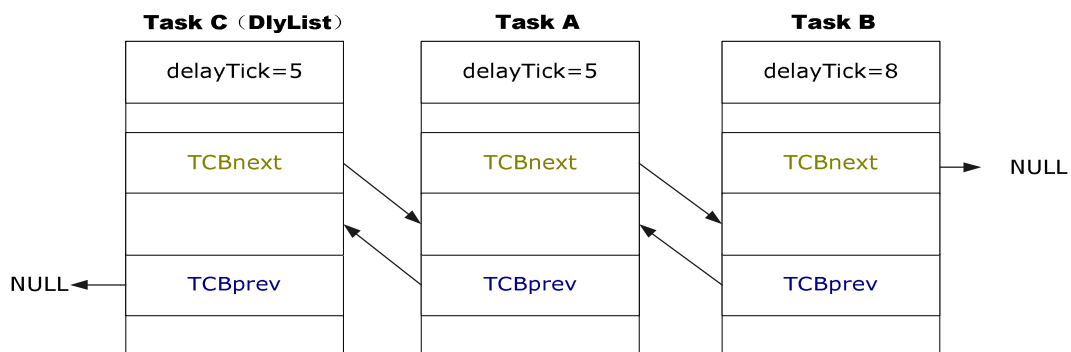 Task C（DlyList）
Task A
Task B
delayTick=5
delayTick=5
delayTick=8
TCBnext
TCBnext
TCBnext
NULL
NULL
TCBprev
TCBprev
TCBprev